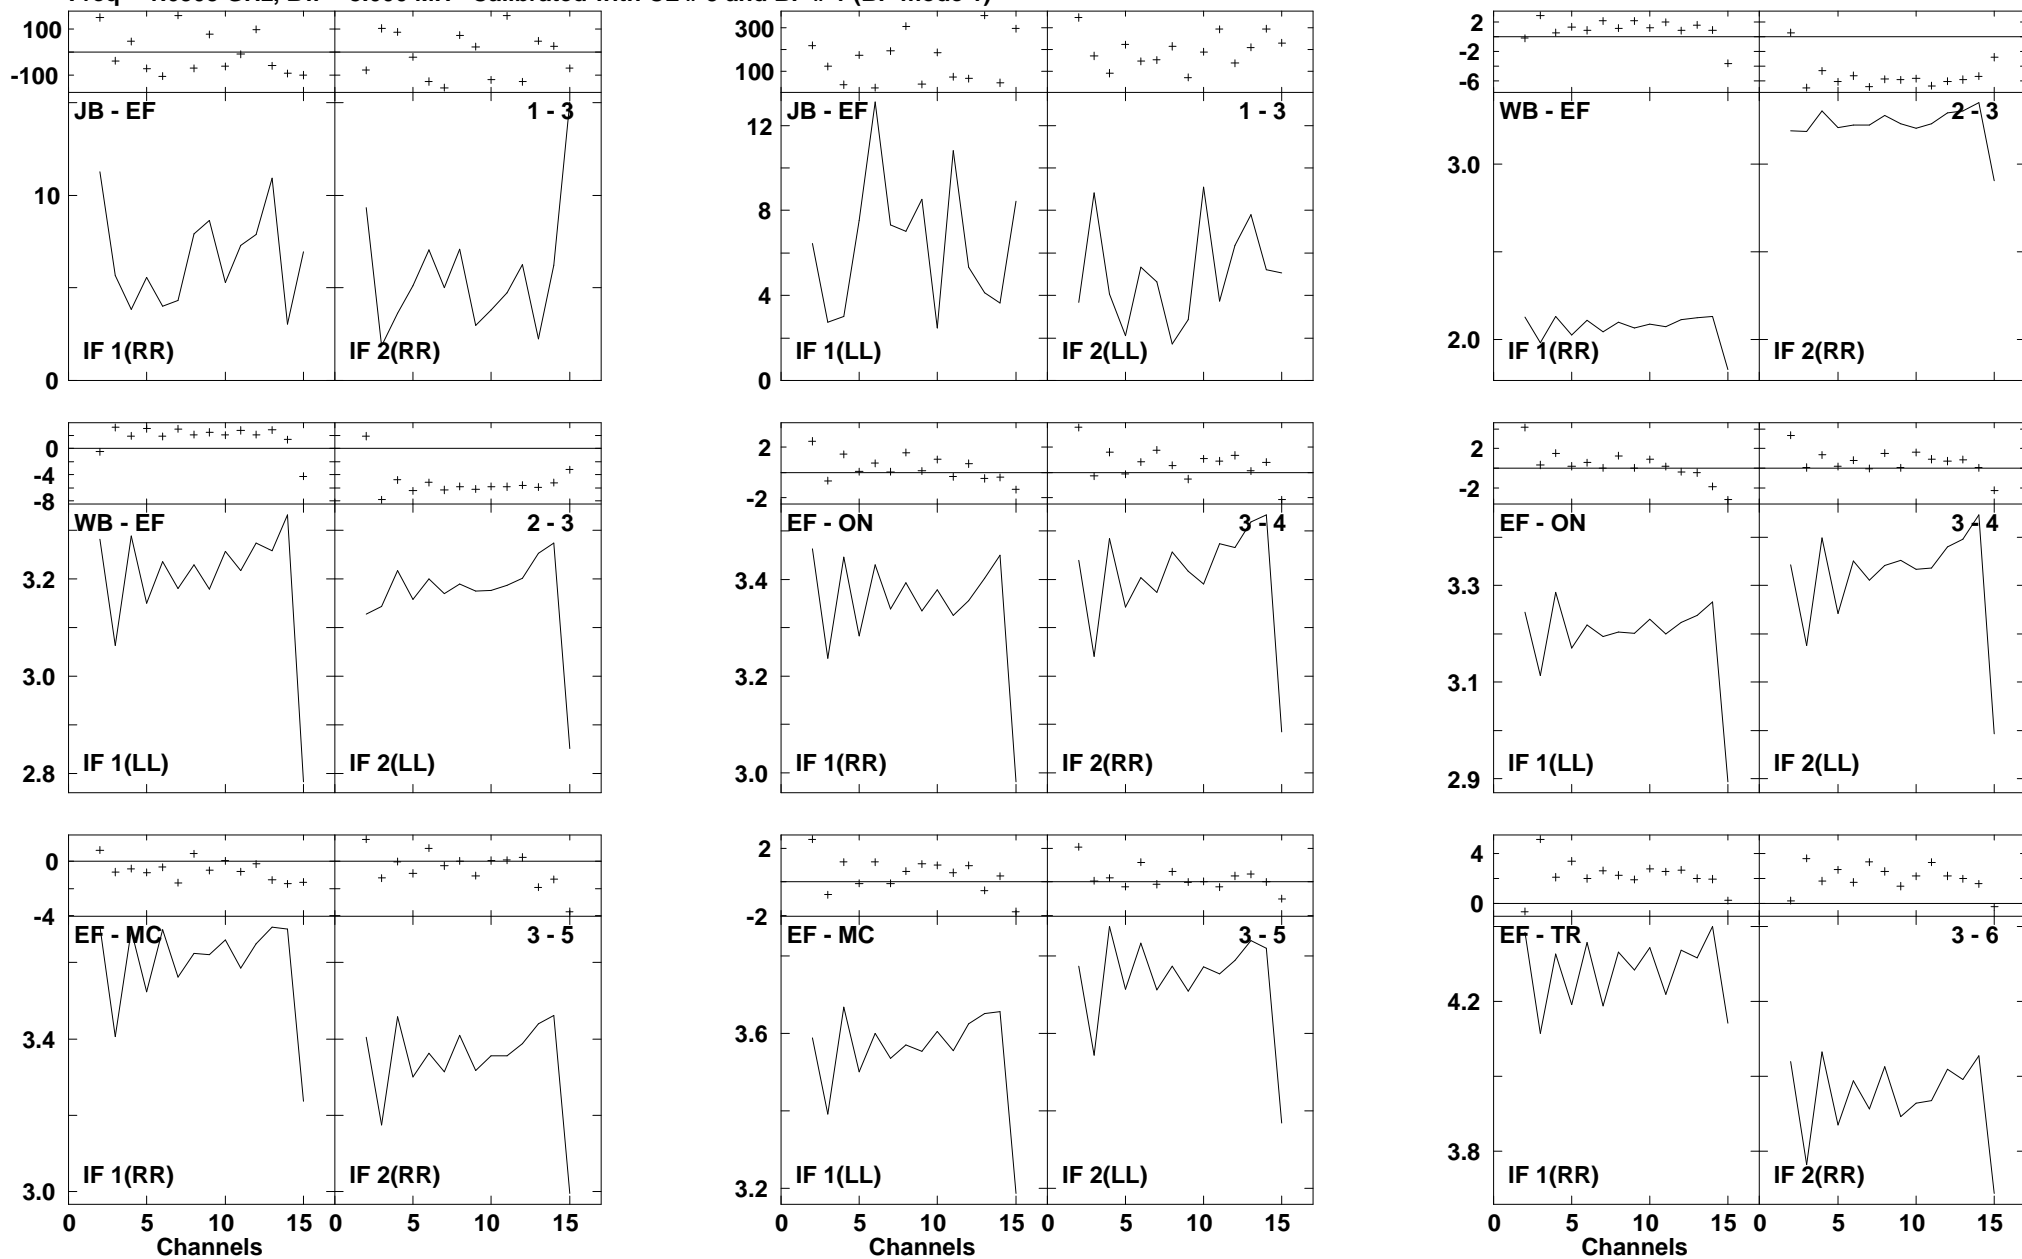 100
-100
JB - EF
1 - 3
10
0
IF 1(RR)
IF 2(RR)
300
100
JB - EF
1 - 3
12
8
4
0
IF 1(LL)
IF 2(LL)
2
-2
-6
WB - EF
2 - 3
3.0
2.0
IF 1(RR)
IF 2(RR)
0
-4
-8
WB - EF
2 - 3
3.2
3.0
2.8
IF 1(LL)
IF 2(LL)
2
-2
EF - ON
3 - 4
3.4
3.2
3.0
IF 1(RR)
IF 2(RR)
2
-2
EF - ON
3 - 4
3.3
3.1
2.9
IF 1(LL)
IF 2(LL)
0
-4
EF - MC
3 - 5
3.4
3.0
IF 1(RR)
IF 2(RR)
0 5 10 15 0 5 10 15
Channels
2
-2
EF - MC
3 - 5
3.6
3.2
IF 1(LL)
IF 2(LL)
0 5 10 15 0 5 10 15
Channels
4
0
EF - TR
3 - 6
4.2
3.8
IF 1(RR)
IF 2(RR)
0 5 10 15 0 5 10 15
Channels